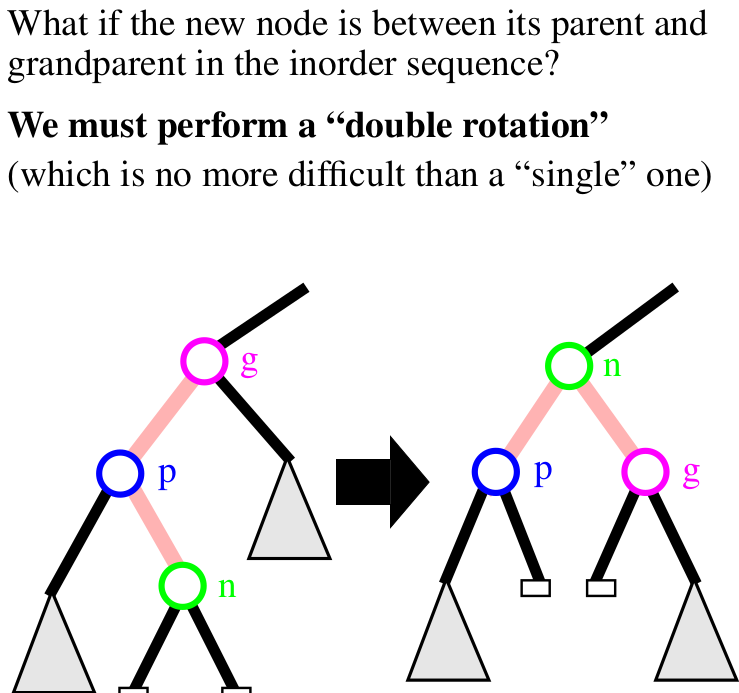 What if the new node is between its parent and
grandparent in the inorder sequence?
We must perform a “double rotation”
(which is no more difficult than a “single” one)
g
n
p
p
g
n